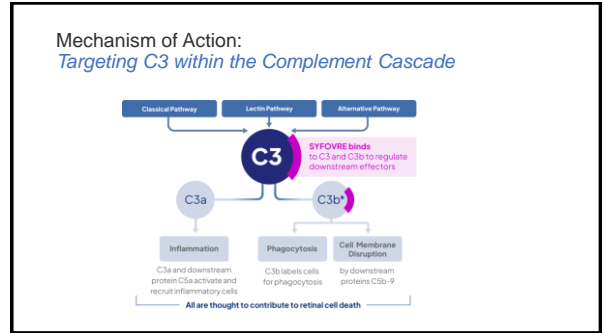 Mechanism of Action:
Targeting C3 within the Complement Cascade
Classical Pathway
Lectin Pathway
Alternative Pathway
C3
SYFOVRE binds
to C3 and C3b to regulate
downstream effectors
C3a
C3b*
Inflammation
Phagocytosis
Cell Membrane
Disruption
C3a and downstream
protein C5a activate and
recruit inflammatory cells
C3b labels cells
for phagocytosis
by downstream
proteins C5b-9
All are thought to contribute to retinal cell death